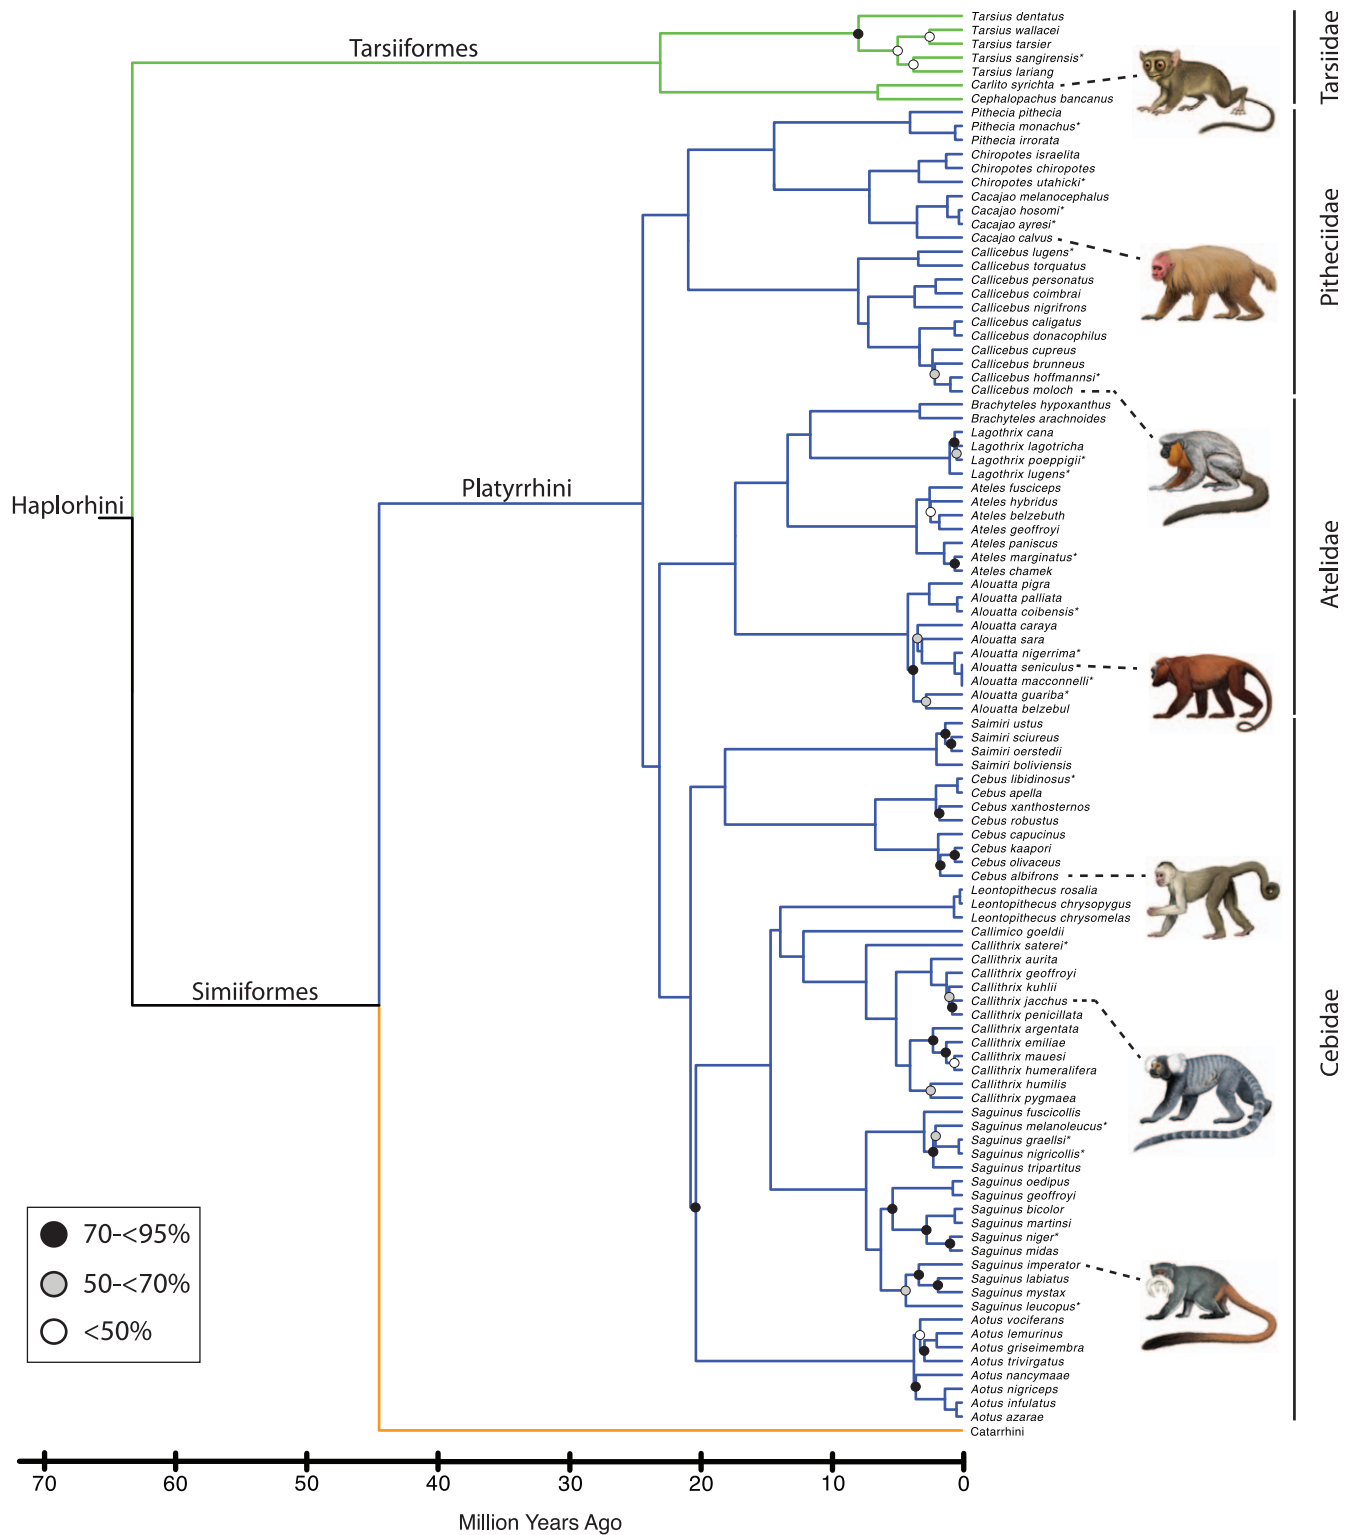 Tarsiiformes
Platyrrhini
Haplorhini
Simiiformes
Tarsius dentatus
Tarsius wallacei
Tarsius tarsier
Tarsius sangirensis*
Tarsius lariang
Carlito syrichta
Cephalopachus bancanus
Pithecia pithecia
Pithecia monachus*
Pithecia irrorata
Chiropotes israelita
Chiropotes chiropotes
Chiropotes utahicki*
Cacajao melanocephalus
Cacajao hosomi*
Cacajao ayresi*
Cacajao calvus
Callicebus lugens*
Callicebus torquatus
Callicebus personatus
Callicebus coimbrai
Callicebus nigrifrons
Callicebus caligatus
Callicebus donacophilus
Callicebus cupreus
Callicebus brunneus
Callicebus hoffmannsi*
Callicebus moloch
Brachyteles hypoxanthus
Brachyteles arachnoides
Lagothrix cana
Lagothrix lagotricha
Lagothrix poeppigii*
Lagothrix lugens*
Ateles fusciceps
Ateles hybridus
Ateles belzebuth
Ateles geoffroyi
Ateles paniscus
Ateles marginatus*
Ateles chamek
Alouatta pigra
Alouatta palliata
Alouatta coibensis*
Alouatta caraya
Alouatta sara
Alouatta nigerrima*
Alouatta seniculus
Alouatta macconnelli*
Alouatta guariba*
Alouatta belzebul
Saimiri ustus
Saimiri sciureus
Saimiri oerstedii
Saimiri boliviensis
Cebus libidinosus*
Cebus apella
Cebus xanthosternos
Cebus robustus
Cebus capucinus
Cebus kaapori
Cebus olivaceus
Cebus albifrons
Leontopithecus rosalia
Leontopithecus chrysopygus
Leontopithecus chrysomelas
Callimico goeldii
Callithrix saterei*
Callithrix aurita
Callithrix geoffroyi
Callithrix kuhlii
Callithrix jacchus
Callithrix penicillata
Callithrix argentata
Callithrix emiliae
Callithrix mauesi
Callithrix humeralifera
Callithrix humilis
Callithrix pygmaea
Saguinus fuscicollis
Saguinus melanoleucus*
Saguinus graellsi*
Saguinus nigricollis*
Saguinus tripartitus
Saguinus oedipus
Saguinus geoffroyi
Saguinus bicolor
Saguinus martinsi
Saguinus niger*
Saguinus midas
Saguinus imperator
Saguinus labiatus
Saguinus mystax
Saguinus leucopus*
Aotus vociferans
Aotus lemurinus
Aotus griseimembra
Aotus trivirgatus
Aotus nancymaae
Aotus nigriceps
Aotus infulatus
Aotus azarae
Catarrhini
Tarsiidae
Pitheciidae
Atelidae
Cebidae
70-<95%
50-<70%
<50%
70 60 50 40 30 20 10 0
Million Years Ago